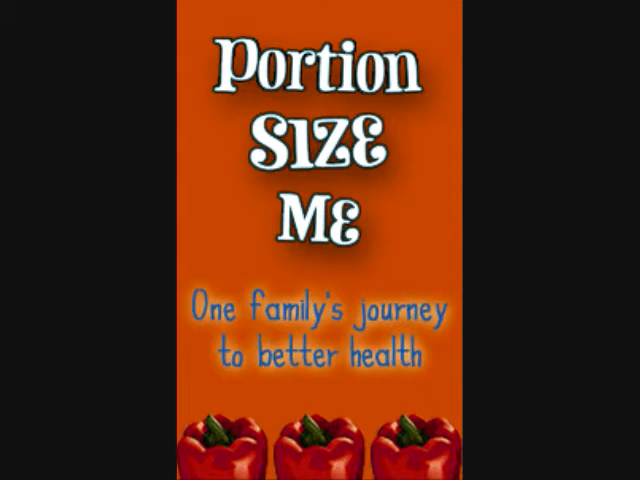 Portion
Size
Me
One family's journey
to better health